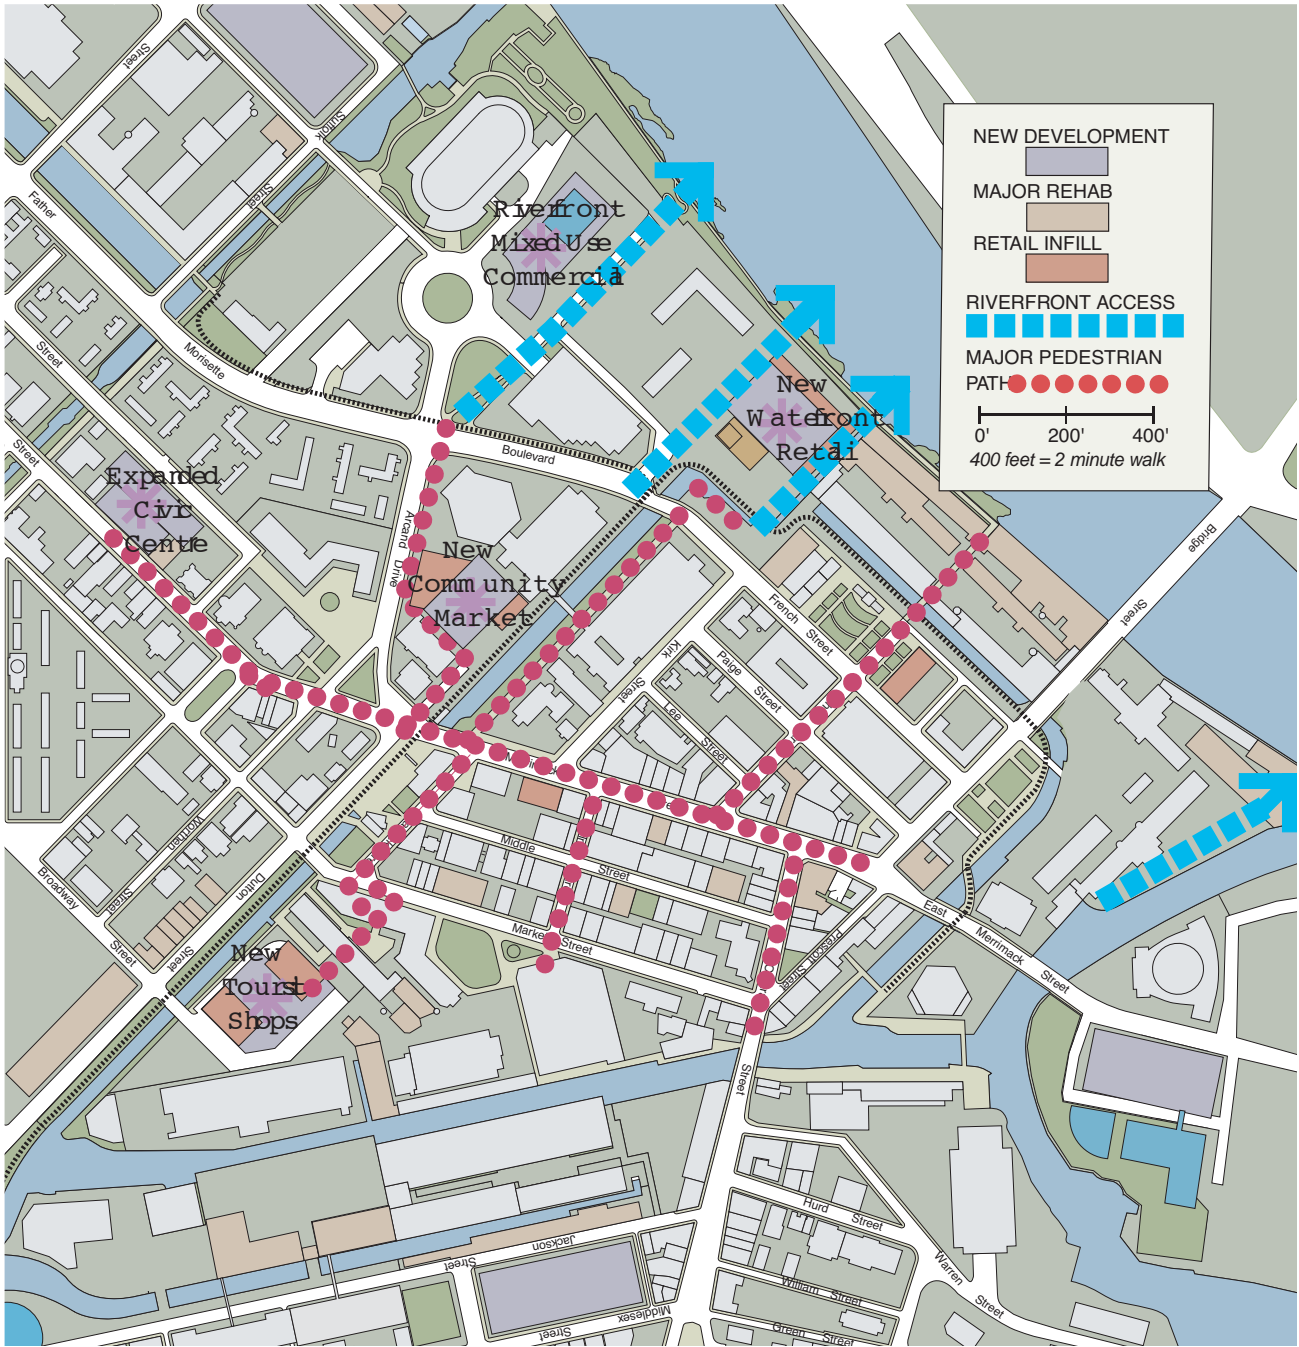 NEW DEVELOPMENT
MAJOR REHAB
RETAIL INFILL
RIVERFRONT ACCESS
MAJOR PEDESTRIAN
PATH
0' 200' 400'
400 feet = 2 minute walk
Street
Suffolk
Street
Father
Riverfront
Mixed Use
Commercial
Morisette
Street
Boulevard
New
Waterfront
Retail
Street
Expanded
Civic
Centre
Arcand Drive
New
Community
Market
Bridge
Street
French Street
Kirk
Street
Paige
Street
Lee
Street
Middle
Street
Worthen
Street
Broadway
Street
Dutton
Street
Market Street
East
Merrimack
Street
Prescott Street
New
Tourist
Shops
Street
Hurd Street
Warren
Street
Jackson
Street
William Street
Middlesex
Street
Green Street